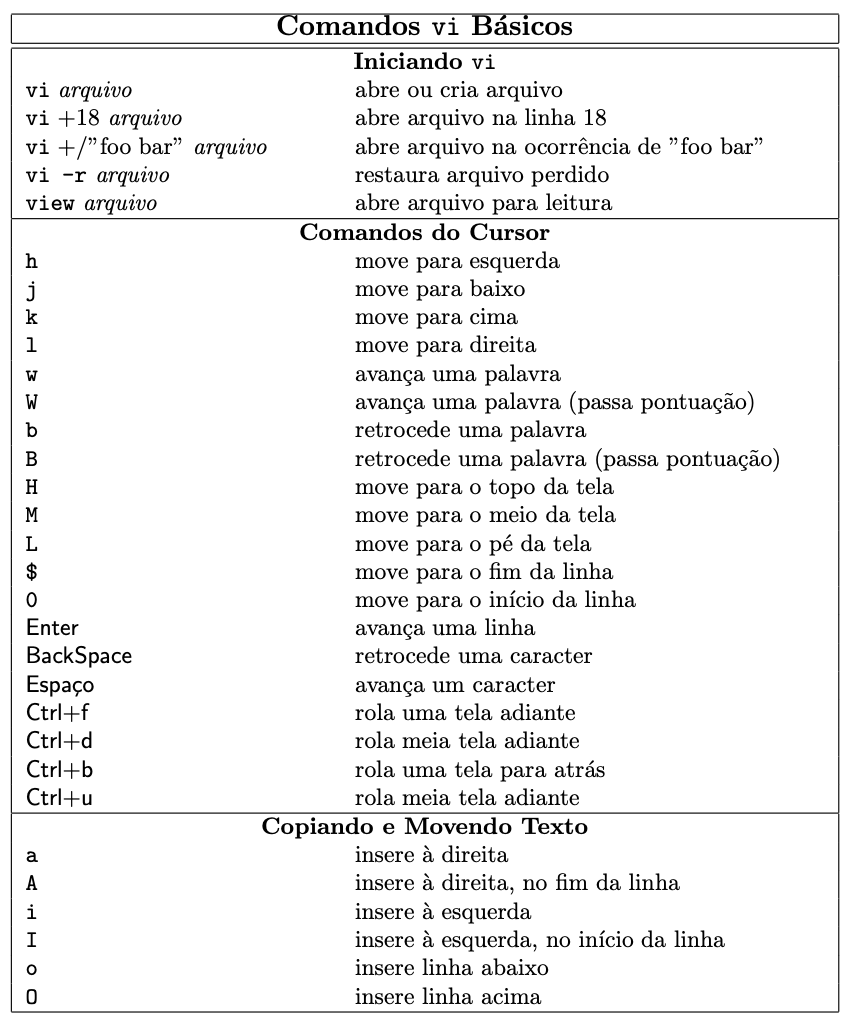 Comandos vi Básicos
Iniciando vi
vi arquivo abre ou cria arquivo
vi +18 arquivo abre arquivo na linha 18
vi +/”foo bar” arquivo abre arquivo na ocorrência de ”foo bar”
vi -r arquivo restaura arquivo perdido
view arquivo abre arquivo para leitura
Comandos do Cursor
h move para esquerda
j move para baixo
k move para cima
l move para direita
w avança uma palavra
W avança uma palavra (passa pontuação)
b retrocede uma palavra
B retrocede uma palavra (passa pontuação)
H move para o topo da tela
M move para o meio da tela
L move para o pé da tela
$ move para o fim da linha
0 move para o início da linha
Enter avança uma linha
BackSpace retrocede uma caracter
Espaço avança um caracter
Ctrl+f rola uma tela adiante
Ctrl+d rola meia tela adiante
Ctrl+b rola uma tela para atrás
Ctrl+u rola meia tela adiante
Copiando e Movendo Texto
a insere à direita
A insere à direita, no fim da linha
i insere à esquerda
I insere à esquerda, no início da linha
o insere linha abaixo
O insere linha acima